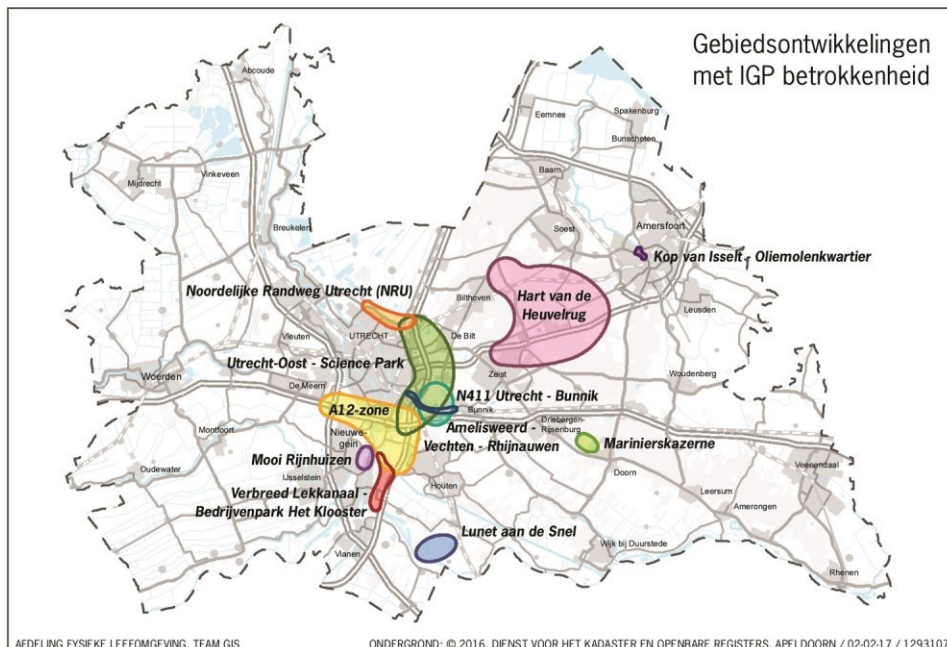 Gebiedsontwikkelingen
met IGP betrokkenheid
Abcoude
Eemnes
Spakenburg
Bunschoten
Mijdrecht
Vinkeveen
Baarn
Breukelen
Soest
Amersfoort
Kop van Isselt - Oliemolenkwartier
Noordelijke Randweg Utrecht (NRU)
Bilthoven
Hart van de
Heuvelrug
Leusden
Vleuten
UTRECHT
De Bilt
Utrecht-Oost - Science Park
Zeist
Woudenberg
Woerden
De Meern
N411 Utrecht - Bunnik
A12-zone
Bunnik
Montfoort
Nieuwe-
gein
Amelisweerd -
Vechten - Rhijnauwen
Driebergen-
Rijsenburg
Marinierskazerne
Mooi Rijnhuizen
Oudewater
IJsselstein
Doorn
Veenendaal
Verbreed Lekkanaal -
Bedrijvenpark Het Klooster
Houten
Leersum
Amerongen
Lunet aan de Snel
Vianen
Wijk bij Duurstede
Rhenen
AFDELING FYSIEKE LEEFOMGEVING, TEAM GIS
ONDERGROND: © 2016, DIENST VOOR HET KADASTER EN OPENBARE REGISTERS, APELDOORN / 02-02-17 / 1293107